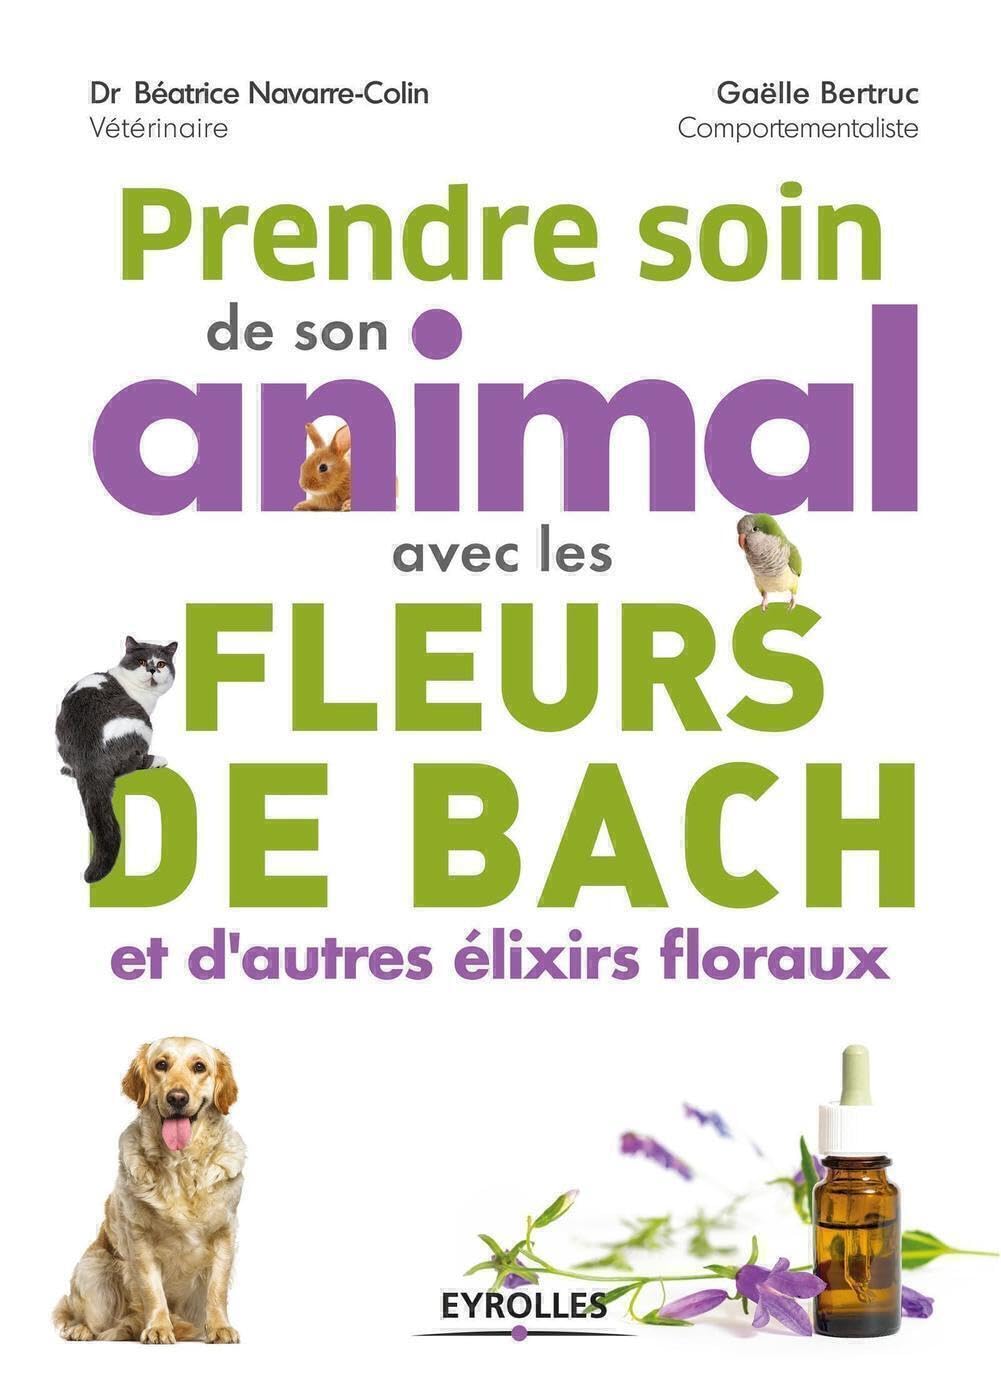 Dr Béatrice Navarre-Colin
Vétérinaire
Gaëlle Bertruc
Comportementaliste
Prendre soin
de son
animal
avec les
FLEURS
DE BACH
et d'autres élixirs floraux
EYROLLES